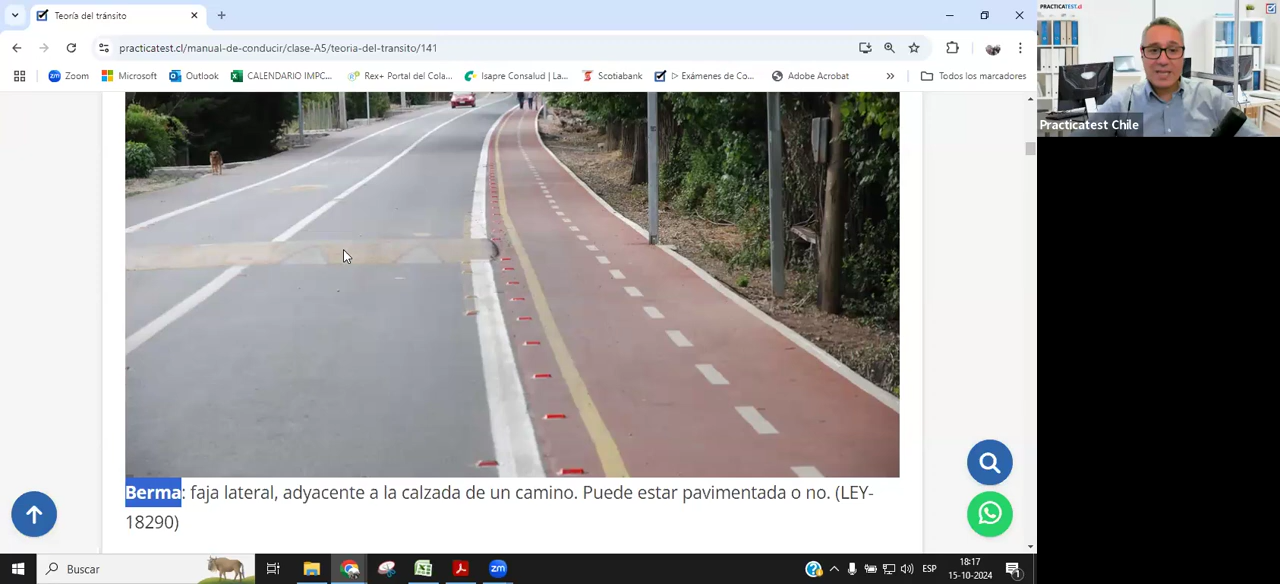 Teoría del tránsito
PRACTICATEST.cl
practicatest.cl/manual-de-conducir/clase-A5/teoria-del-transito/141
Zoom
Microsoft
Outlook
CALENDARIO IMPC...
Rex+ Portal del Cola...
Isapre Consalud | La...
Scotiabank
▷ Exámenes de Co...
Adobe Acrobat
»
Todos los marcadores
Practicatest Chile
Berma: faja lateral, adyacente a la calzada de un camino. Puede estar pavimentada o no. (LEY-
18290)
Buscar
ESP
18:17
15-10-2024